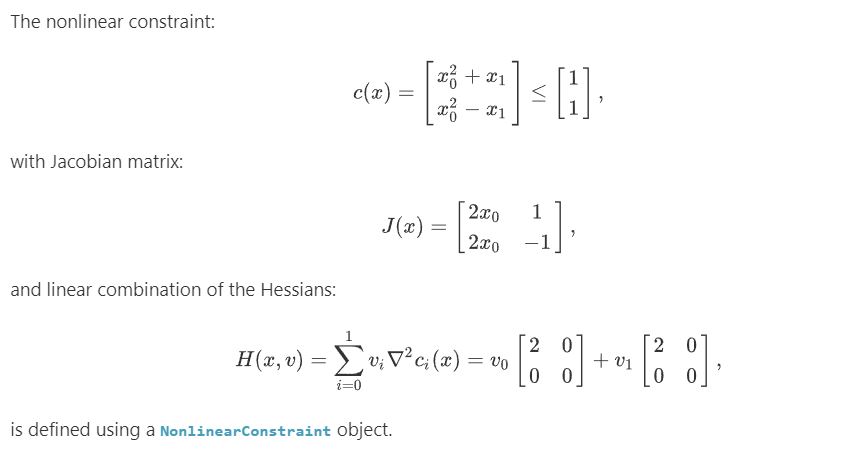 The nonlinear constraint:
$$c(x) = \begin{bmatrix} x_0^2 + x_1 \\ x_0^2 - x_1 \end{bmatrix} \leq \begin{bmatrix} 1 \\ 1 \end{bmatrix},$$
with Jacobian matrix:
$$J(x) = \begin{bmatrix} 2x_0 & 1 \\ 2x_0 & -1 \end{bmatrix},$$
and linear combination of the Hessians:
$$H(x, v) = \sum_{i=0}^{1} v_i \nabla^2 c_i(x) = v_0 \begin{bmatrix} 2 & 0 \\ 0 & 0 \end{bmatrix} + v_1 \begin{bmatrix} 2 & 0 \\ 0 & 0 \end{bmatrix},$$
is defined using a NonlinearConstraint object.